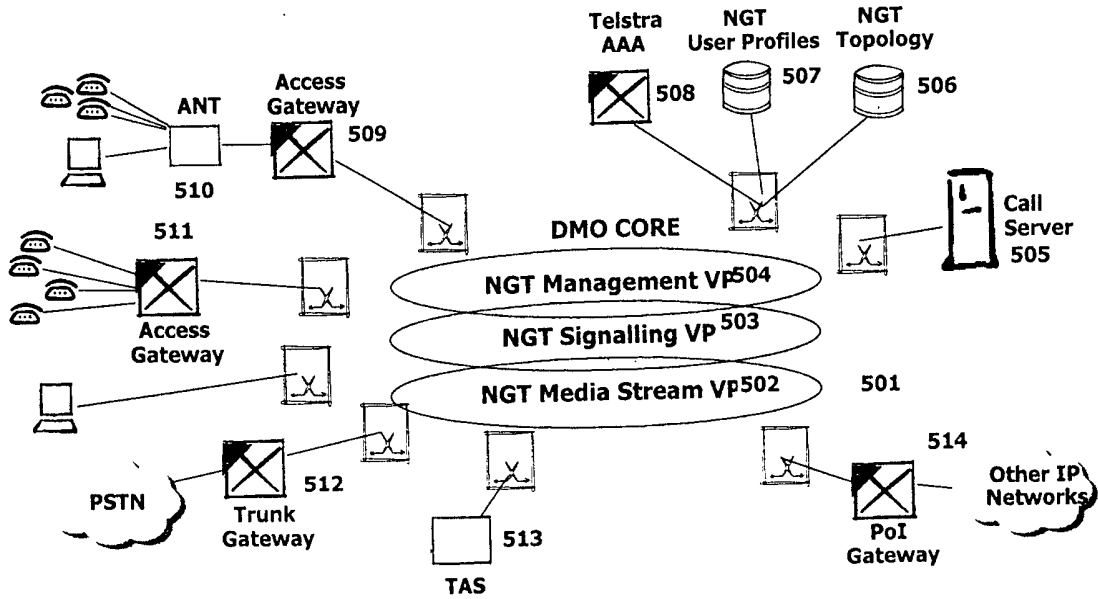 Telstra
AAA
508
NGT
User Profiles
507
NGT
Topology
506
Access
Gateway
509
ANT
510
511
Access
Gateway
DMO CORE
Call
Server
505
NGT Management VP504
NGT Signalling VP 503
NGT Media Stream VP502
501
PSTN
512
Trunk
Gateway
513
TAS
514
PoI
Gateway
Other IP
Networks